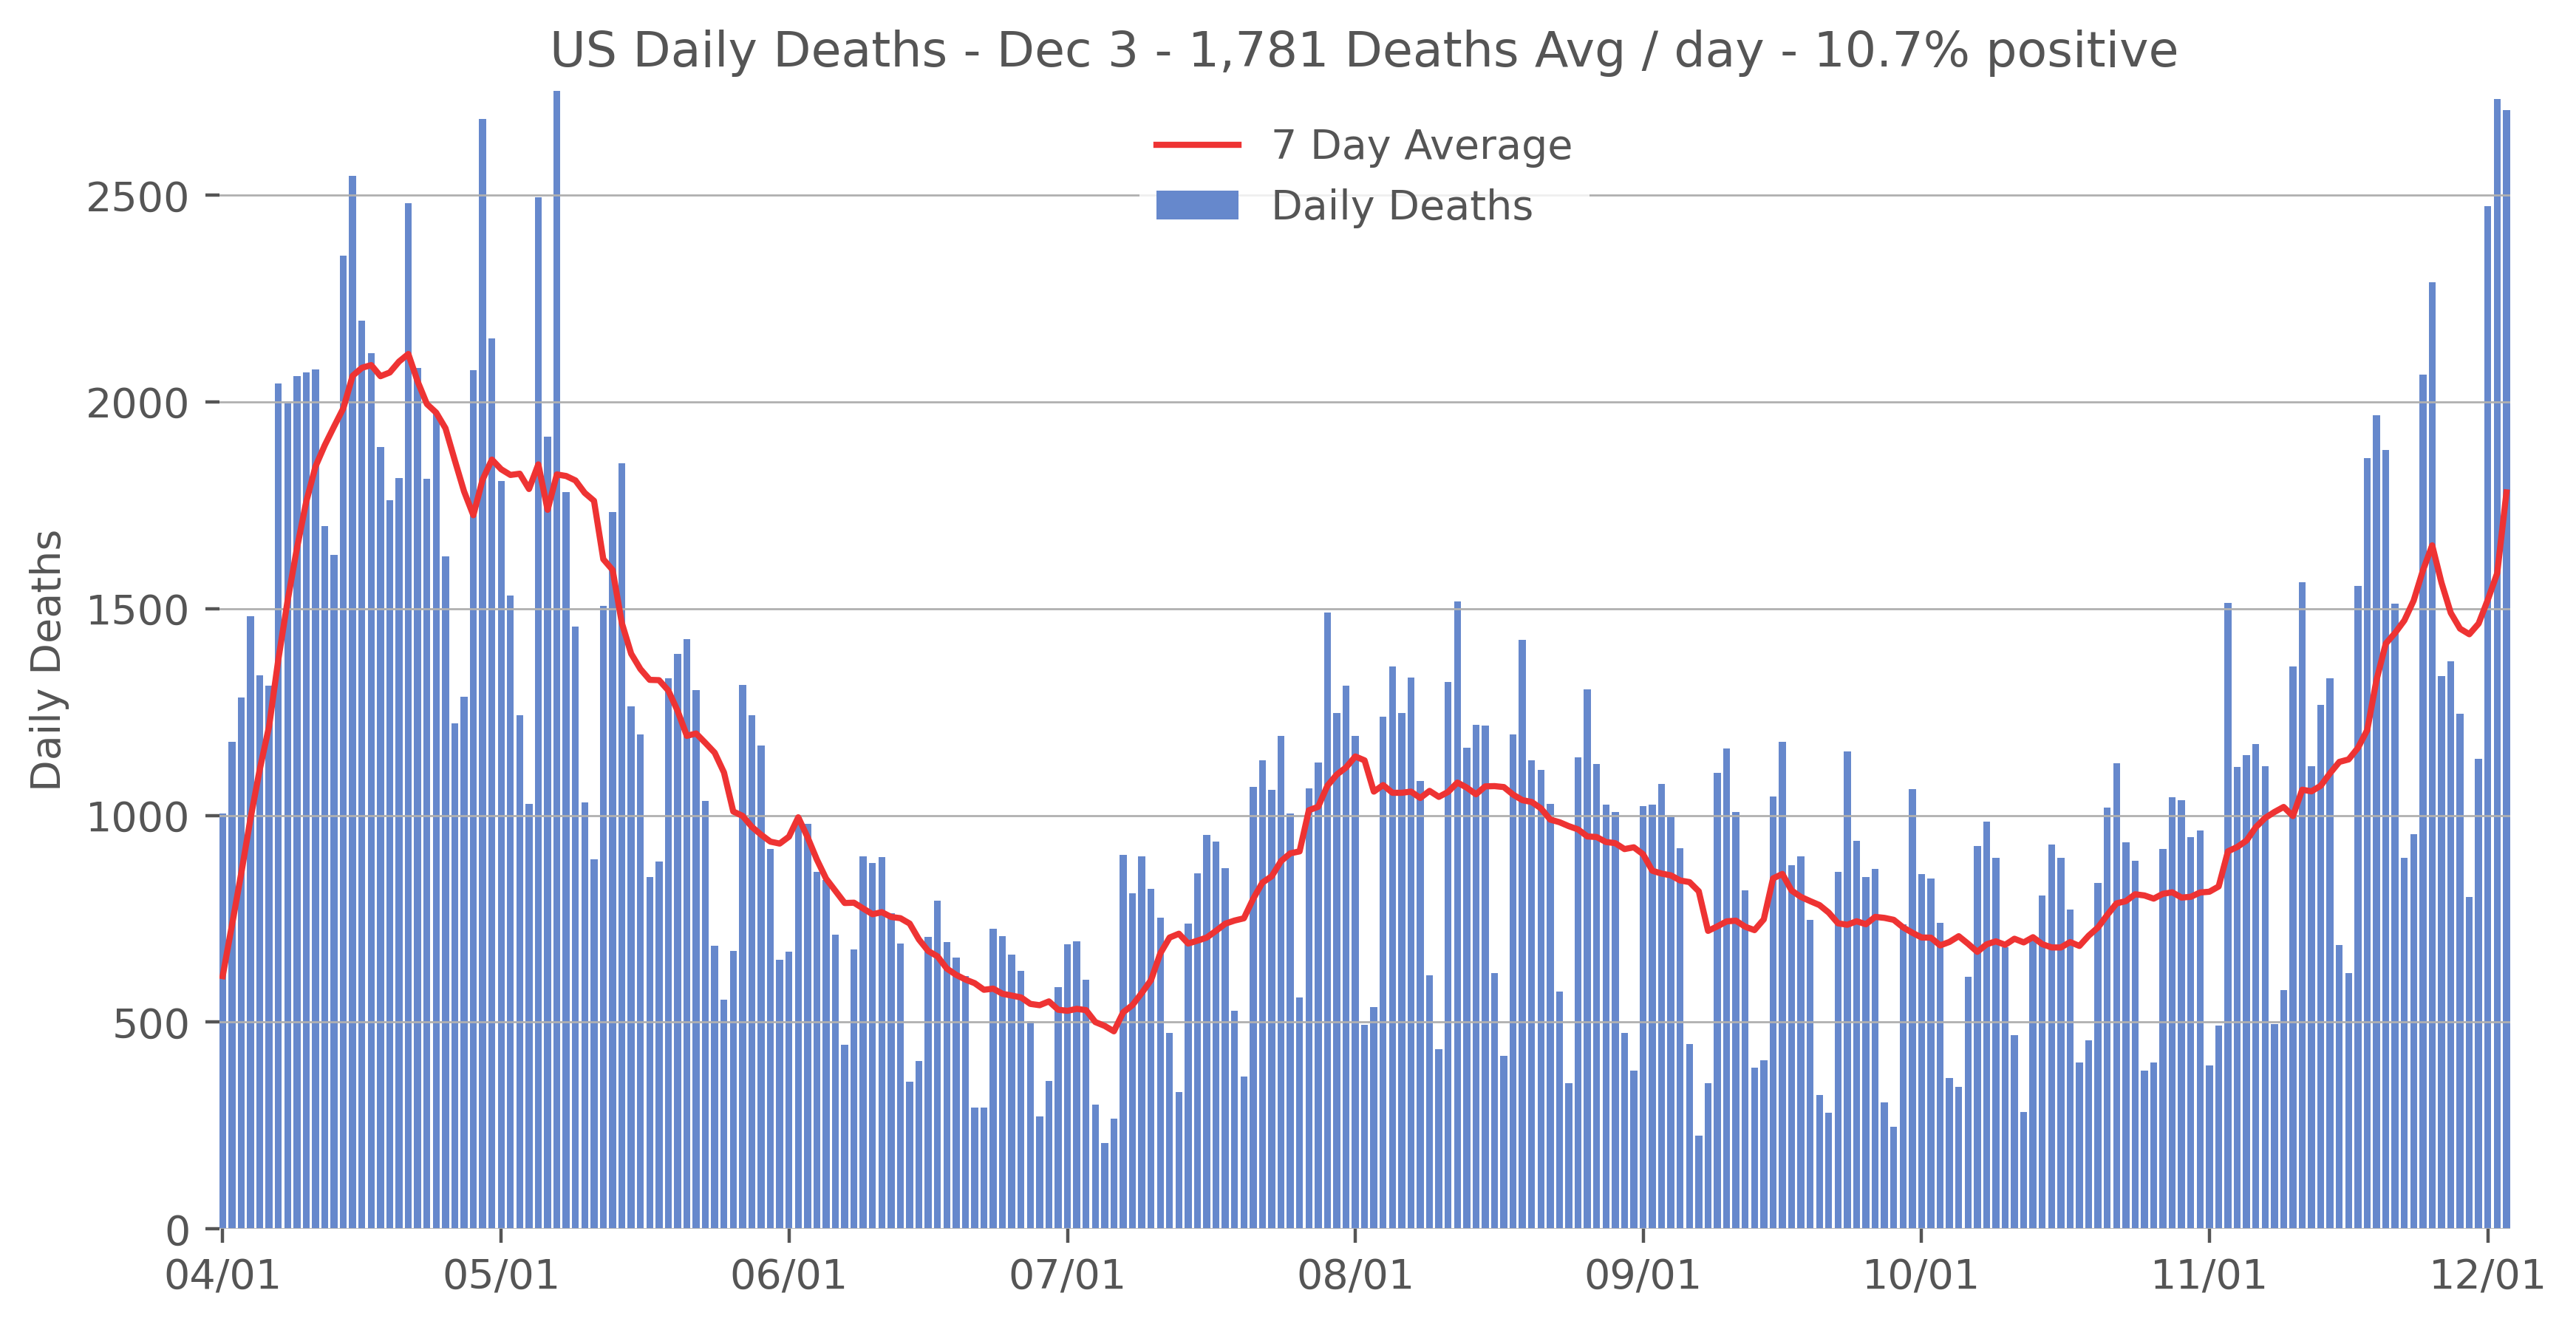 US Daily Deaths - Dec 3 - 1,781 Deaths Avg / day - 10.7% positive
7 Day Average
Daily Deaths
Daily Deaths
2500
2000
1500
1000
500
0
04/01 05/01 06/01 07/01 08/01 09/01 10/01 11/01 12/01